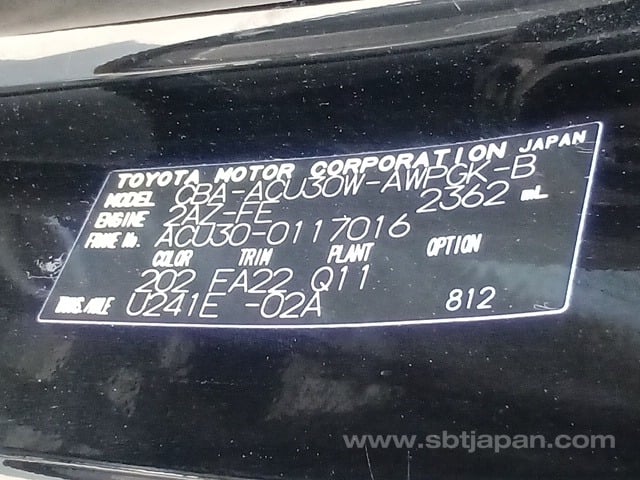 TOYOTA MOTOR CORPORATION JAPAN
MODEL CBA-ACU30W-AWPGK-B
ENGINE 2AZ-FE 2362 mL
FRAME No. ACU30-0117016
COLOR TRIM PLANT OPTION
202 FA22 Q11
TRANS./AXLE U241E -02A 812
www.sbtjapan.com